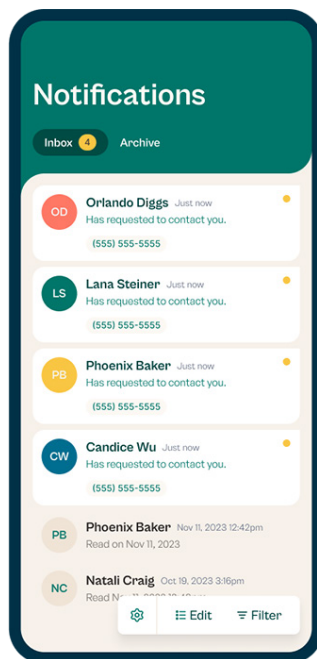 Notifications
Inbox 4 Archive
OD
Orlando Diggs Just now
Has requested to contact you.
(555) 555-5555
LS
Lana Steiner Just now
Has requested to contact you.
(555) 555-5555
PB
Phoenix Baker Just now
Has requested to contact you.
(555) 555-5555
CW
Candice Wu Just now
Has requested to contact you.
(555) 555-5555
PB
Phoenix Baker Nov 11, 2023 12:42pm
Read on Nov 11, 2023
NC
Natali Craig Oct 19, 2023 3:16pm
Read
Edit Filter